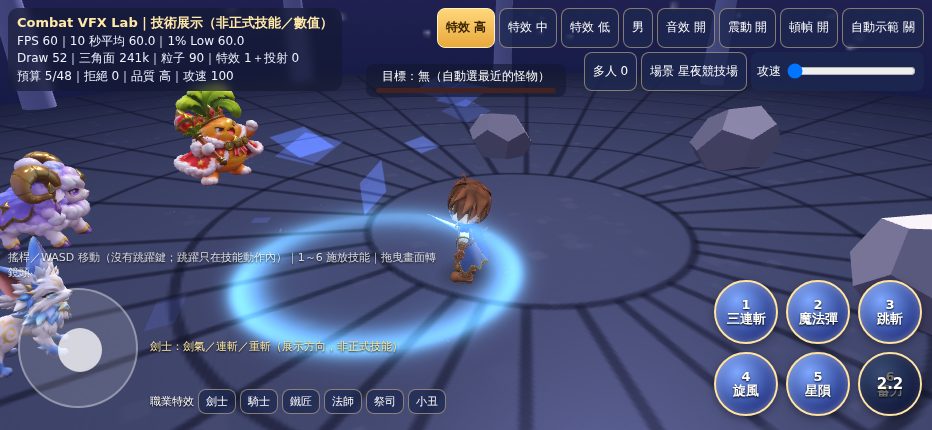 Combat VFX Lab｜技術展示（非正式技能／數值）
FPS 60｜10 秒平均 60.0｜1% Low 60.0
Draw 52｜三角面 241k｜粒子 90｜特效 1＋投射 0
預算 5/48｜拒絕 0｜品質 高｜攻速 100
特效 高
特效 中
特效 低
男
音效 開
震動 開
頓幀 開
自動示範 關
目標：無（自動選最近的怪物）
多人 0
場景 星夜競技場
攻速
搖桿／WASD 移動（沒有跳躍鍵；跳躍只在技能動作內）｜1~6 施放技能｜拖曳畫面轉
鏡頭
劍士：劍氣／連斬／重斬（展示方向，非正式技能）
職業特效
劍士
騎士
鐵匠
法師
祭司
小丑
1
三連斬
2
魔法彈
3
跳斬
4
旋風
5
星隕
6
2.2